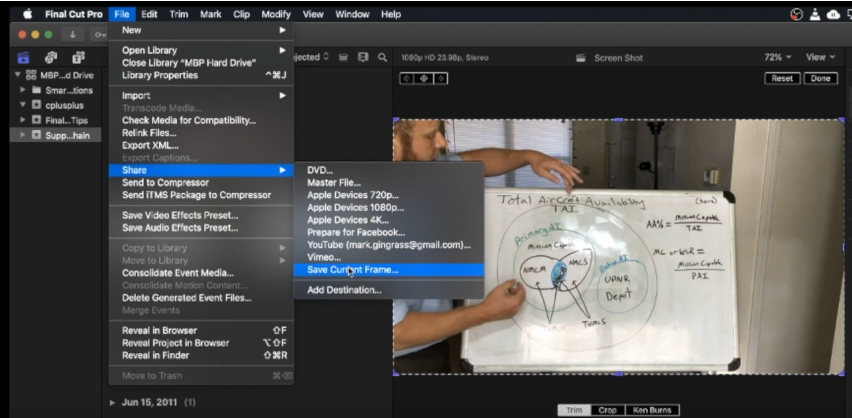 Final Cut Pro File Edit Trim Mark Clip Modify View Window Help
New
Open Library
Close Library “MBP Hard Drive”
Library Properties ⌃⌘J
Import
Transcode Media...
Check Media for Compatibility...
Relink Files...
Export XML...
Export Captions...
Share
Send to Compressor
Send iTMS Package to Compressor
Save Video Effects Preset...
Save Audio Effects Preset...
Copy to Library
Move to Library
Consolidate Event Media...
Consolidate Motion Content...
Delete Generated Event Files...
Merge Events
Reveal in Browser ⇧F
Reveal Project in Browser ⌥⇧F
Reveal in Finder ⇧⌘R
Move to Trash ⌘⌫
DVD...
Master File...
Apple Devices 720p...
Apple Devices 1080p...
Apple Devices 4K...
Prepare for Facebook...
YouTube (mark.gingrass@gmail.com)...
Vimeo...
Save Current Frame...
Add Destination...
MBP...d Drive
Smar...tions
cplusplus
Final...Tips
Supp...hain
jected
1080p HD 23.98p, Stereo
Screen Shot
72% View
Reset Done
Total Aircraft Availability
TAI
(hours)
Primary AI
Mission Capable
NMCM
NMCS
UPNR
Depot
TNMCS
AA% = Mission Capable
TAI
MC or WSR =
Mission Capable
PAI
Jun 15, 2011 (1)
Trim Crop Ken Burns